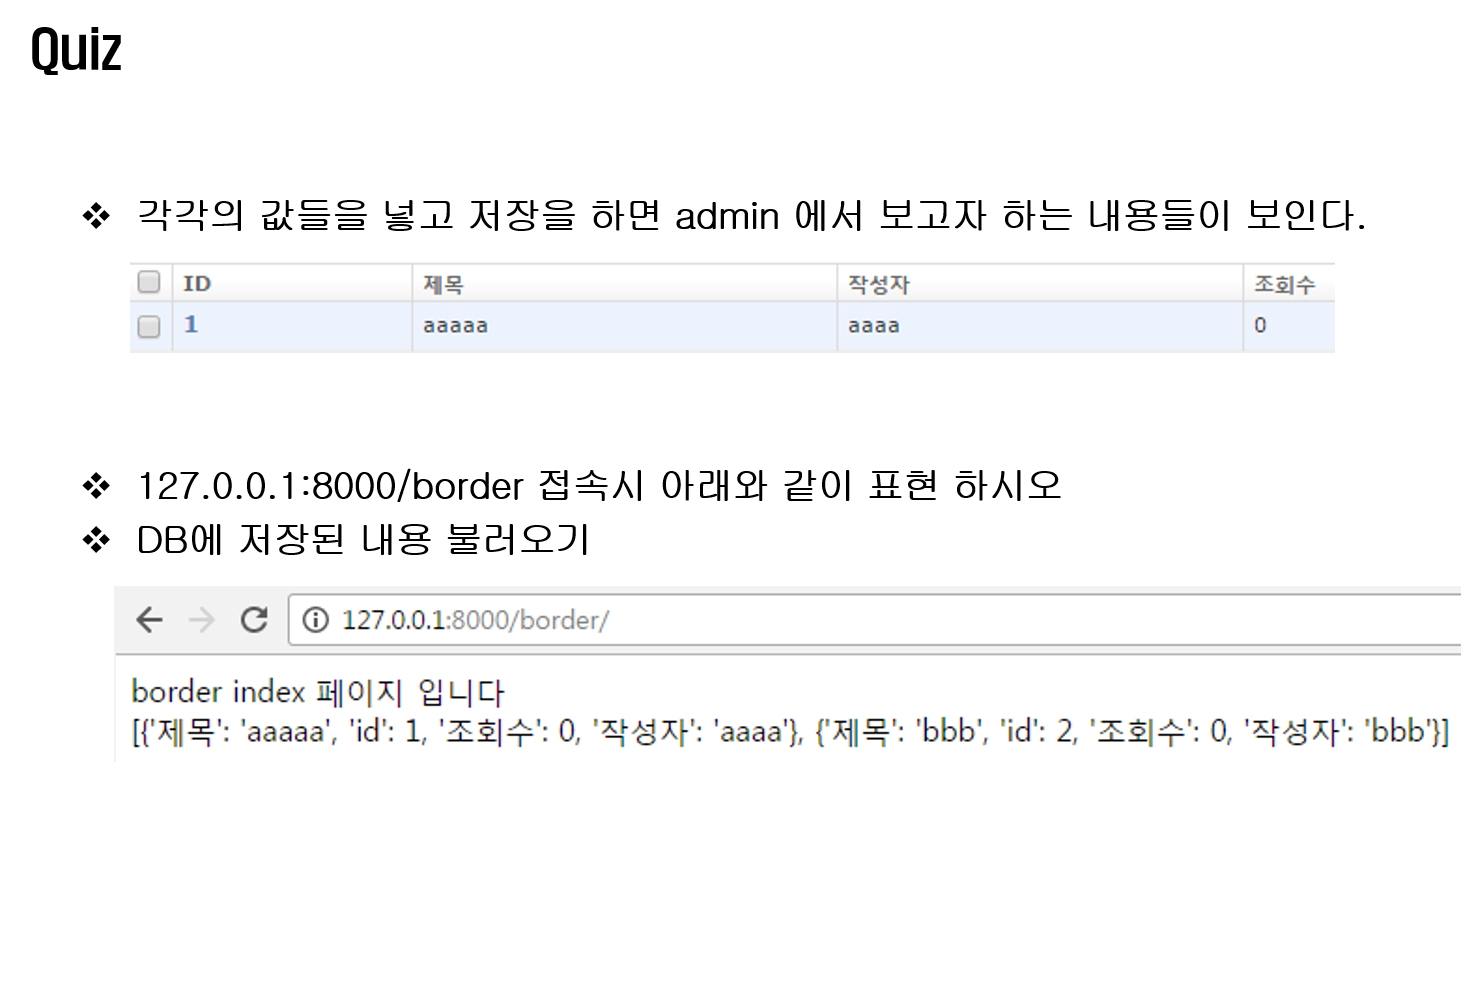 Quiz
❖ 각각의 값들을 넣고 저장을 하면 admin 에서 보고자 하는 내용들이 보인다.
ID 제목 작성자 조회수
1 aaaaa aaaa 0
❖ 127.0.0.1:8000/border 접속시 아래와 같이 표현 하시오
❖ DB에 저장된 내용 불러오기
127.0.0.1:8000/border/
border index 페이지 입니다
[{'제목': 'aaaaa', 'id': 1, '조회수': 0, '작성자': 'aaaa'}, {'제목': 'bbb', 'id': 2, '조회수': 0, '작성자': 'bbb'}]